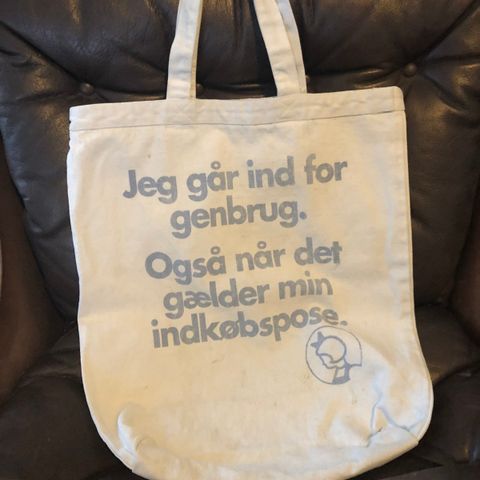 Jeg går ind for
genbrug.
Også når det
gælder min
indkøbspose.